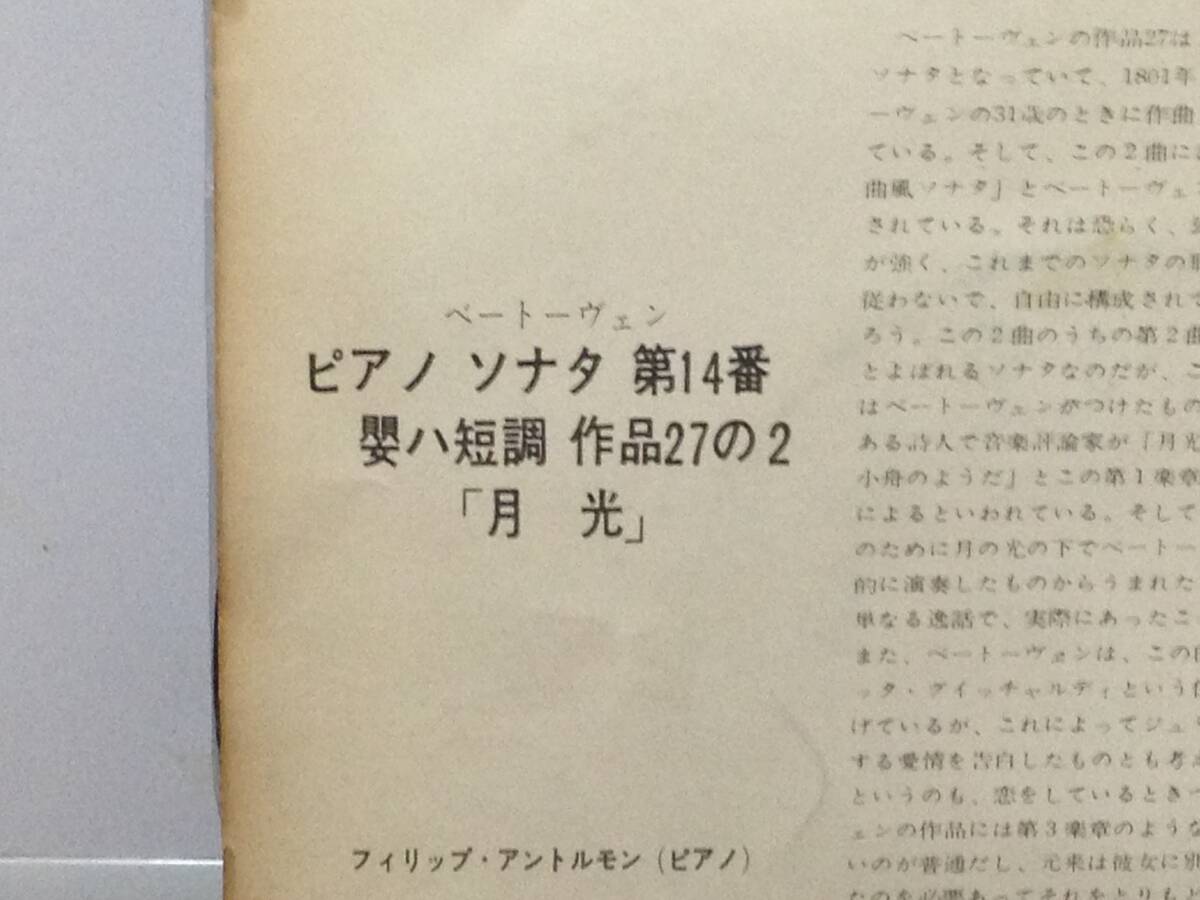 ベートーヴェン
ピアノ ソナタ 第14番
嬰ハ短調 作品27の2
「月 光」
フィリップ・アントルモン(ピアノ)
ベートーヴェンの作品27は
ソナタとなっていて、1801年
ーヴェンの31歳のときに作曲
ている。そして、この2曲に
曲風ソナタ」とベートーヴェ
されている。それは恐らく、
が強く、これまでのソナタの
従わないで、自由に構成されて
ろう。この2曲のうちの第2曲
とよばれるソナタなのだが、こ
はベートーヴェンがつけたもの
ある詩人で音楽評論家が「月光
小舟のようだ」とこの第1楽章
によるといわれている。そして
のために月の光の下でベートー
的に演奏したものからうまれた
単なる逸話で、実際にあったこ
また、ベートーヴェンは、この
ッタ・グイッチャルディという
げているが、これによってジュ
する愛情を告白したものとも考
というのも、恋をしているとき
ェンの作品には第3楽章のような
いのが普通だし、元来は彼女に別
たのを必要あってそれをとりもど